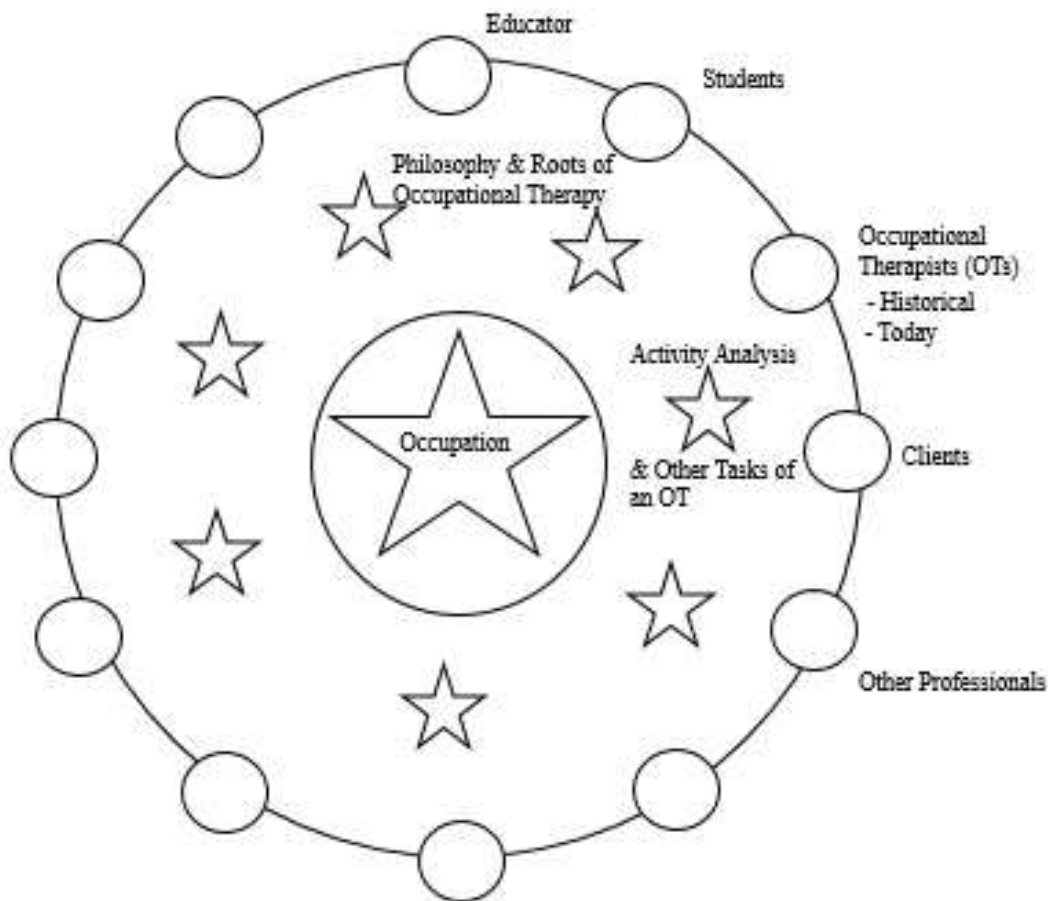 Educator
Students
Philosophy & Roots of
Occupational Therapy
Occupational
Therapists (OTs)
- Historical
- Today
Activity Analysis
Occupation
& Other Tasks of
an OT
Clients
Other Professionals